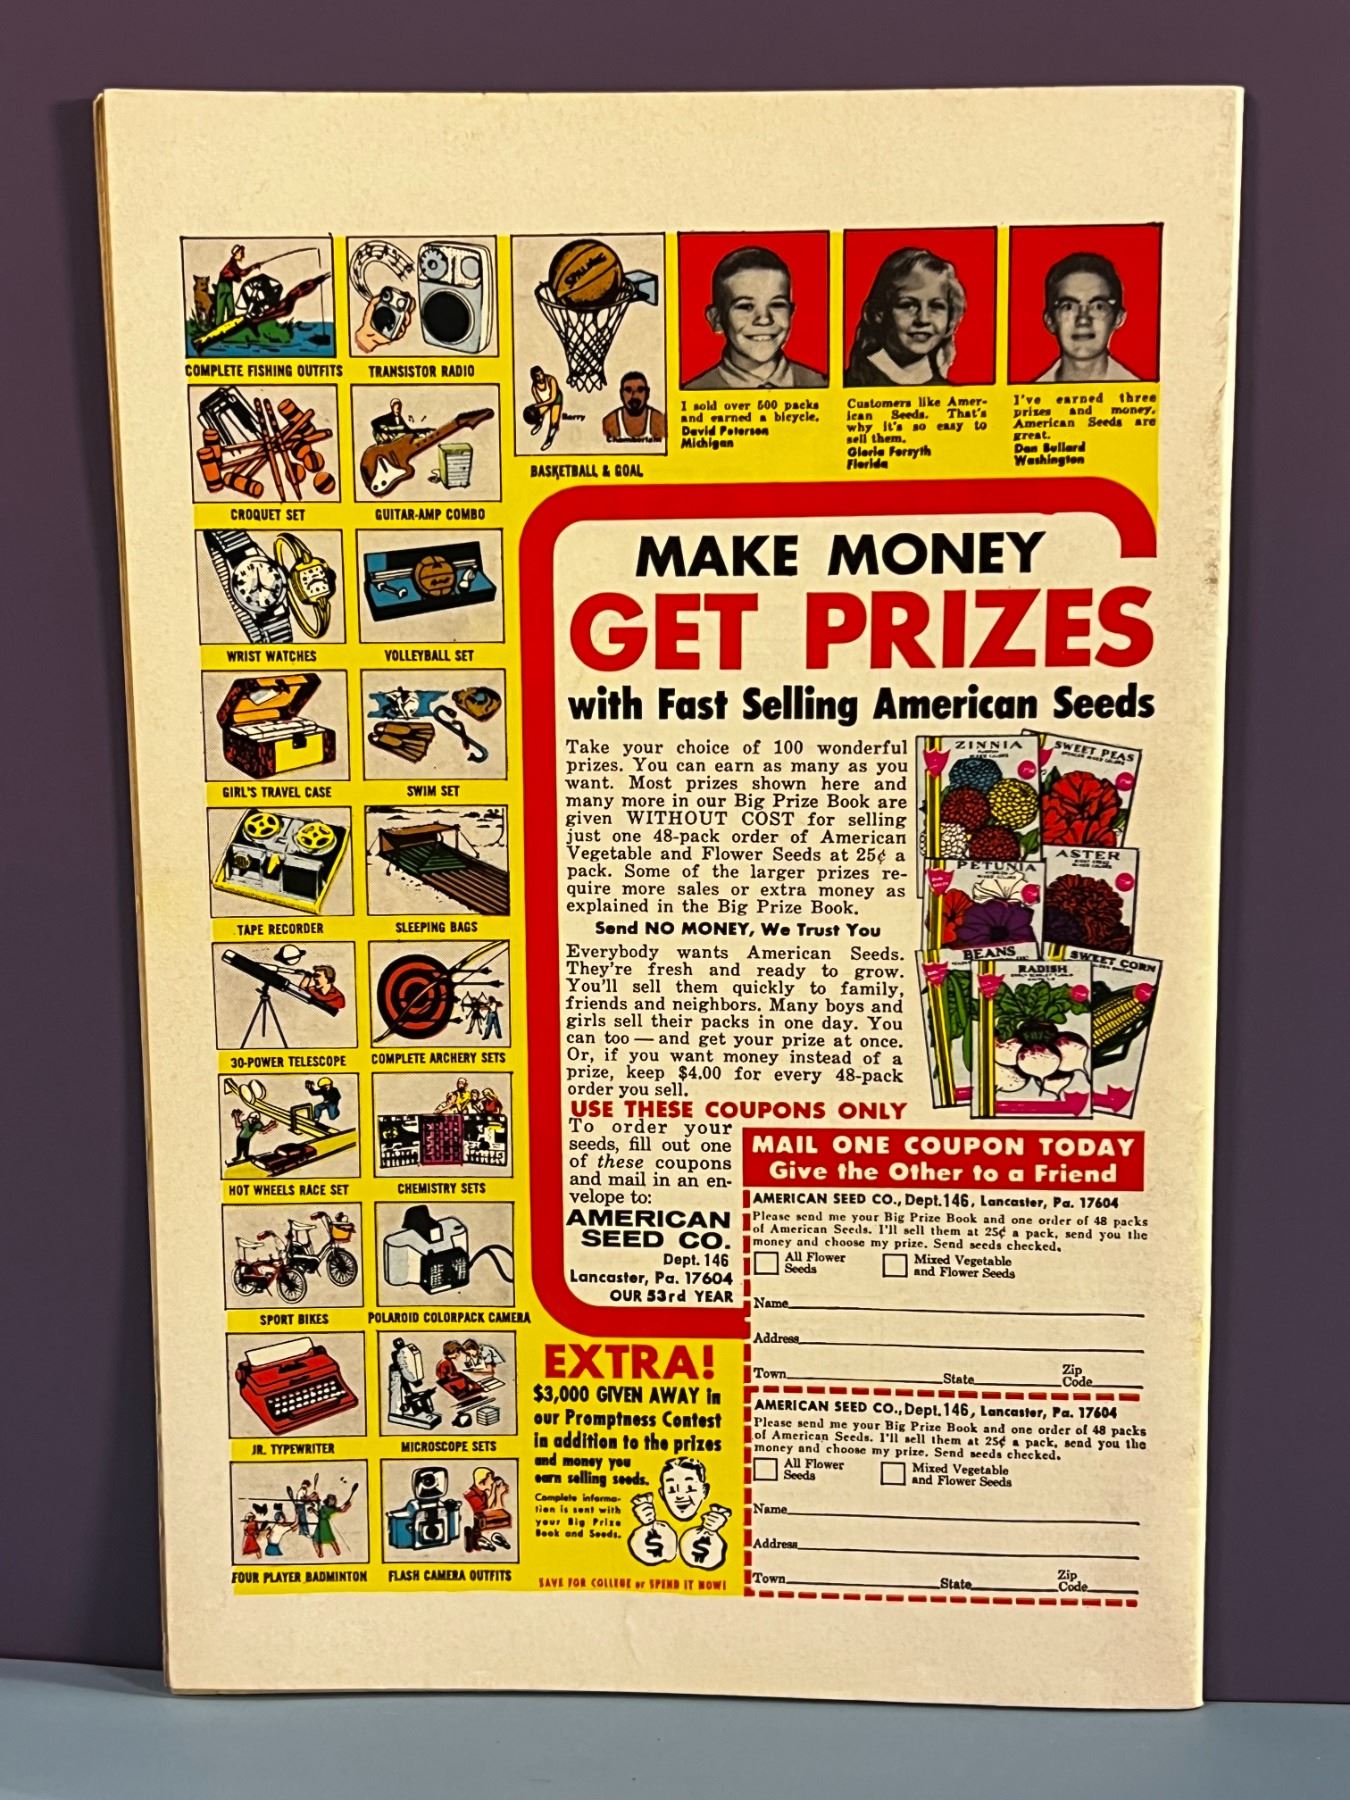 COMPLETE FISHING OUTFITS
TRANSISTOR RADIO
CROQUET SET
GUITAR-AMP COMBO
WRIST WATCHES
VOLLEYBALL SET
GIRL'S TRAVEL CASE
SWIM SET
TAPE RECORDER
SLEEPING BAGS
30-POWER TELESCOPE
COMPLETE ARCHERY SETS
HOT WHEELS RACE SET
CHEMISTRY SETS
SPORT BIKES
POLAROID COLORPACK CAMERA
JR. TYPEWRITER
MICROSCOPE SETS
FOUR PLAYER BADMINTON
FLASH CAMERA OUTFITS
SPALDING
Barry
Chamberlain
BASKETBALL & GOAL
I sold over 500 packs
and earned a bicycle.
David Peterson
Michigan
Customers like Amer-
ican Seeds. That's
why it's so easy to
sell them.
Gloria Forsyth
Florida
I've earned three
prizes and money.
American Seeds are
great.
Dan Bullard
Washington
MAKE MONEY
GET PRIZES
with Fast Selling American Seeds
Take your choice of 100 wonderful
prizes. You can earn as many as you
want. Most prizes shown here and
many more in our Big Prize Book are
given WITHOUT COST for selling
just one 48-pack order of American
Vegetable and Flower Seeds at 25¢ a
pack. Some of the larger prizes re-
quire more sales or extra money as
explained in the Big Prize Book.
Send NO MONEY, We Trust You
Everybody wants American Seeds.
They're fresh and ready to grow.
You'll sell them quickly to family,
friends and neighbors. Many boys and
girls sell their packs in one day. You
can too — and get your prize at once.
Or, if you want money instead of a
prize, keep $4.00 for every 48-pack
order you sell.
ZINNIA
SWEET PEAS
PETUNIA
ASTER
BEANS
RADISH
SWEET CORN
USE THESE COUPONS ONLY
To order your
seeds, fill out one
of these coupons
and mail in an en-
velope to:
AMERICAN
SEED CO.
Dept. 146
Lancaster, Pa. 17604
OUR 53rd YEAR
EXTRA!
$3,000 GIVEN AWAY in
our Promptness Contest
in addition to the prizes
and money you
earn selling seeds.
Complete informa-
tion is sent with
your Big Prize
Book and Seeds.
$ $
SAVE FOR COLLEGE or SPEND IT NOW!
MAIL ONE COUPON TODAY
Give the Other to a Friend
AMERICAN SEED CO., Dept. 146, Lancaster, Pa. 17604
Please send me your Big Prize Book and one order of 48 packs
of American Seeds. I'll sell them at 25¢ a pack, send you the
money and choose my prize. Send seeds checked.
All Flower Seeds
Mixed Vegetable and Flower Seeds
Name
Address
Town State Zip Code
AMERICAN SEED CO., Dept. 146, Lancaster, Pa. 17604
Please send me your Big Prize Book and one order of 48 packs
of American Seeds. I'll sell them at 25¢ a pack, send you the
money and choose my prize. Send seeds checked.
All Flower Seeds
Mixed Vegetable and Flower Seeds
Name
Address
Town State Zip Code